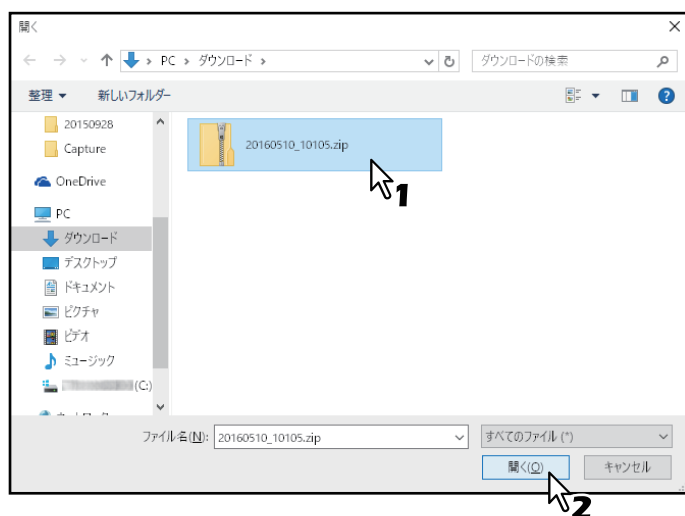 開く
PC › ダウンロード ›
ダウンロードの検索
整理
新しいフォルダー
20150928
Capture
OneDrive
PC
ダウンロード
デスクトップ
ドキュメント
ピクチャ
ビデオ
ミュージック
(C:)
20160510_10105.zip
1
ファイル名(N):
20160510_10105.zip
すべてのファイル (*)
開く(O)
キャンセル
2